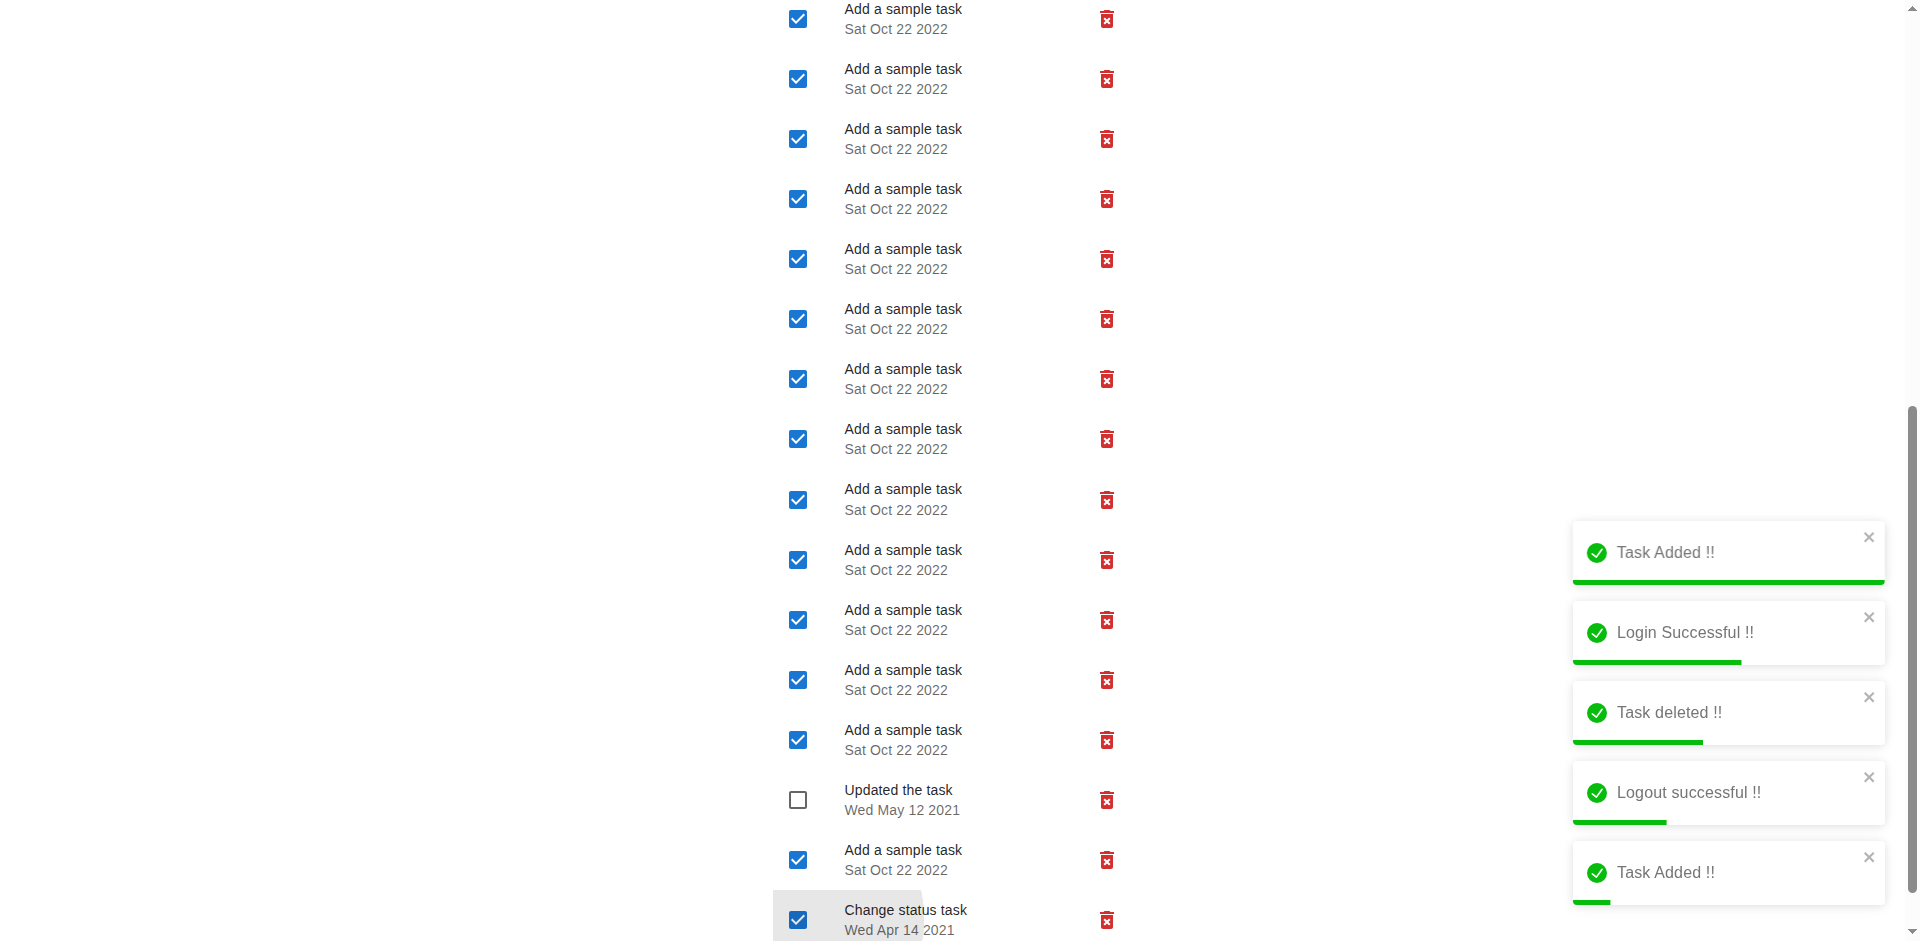 Add a sample task
Sat Oct 22 2022
Add a sample task
Sat Oct 22 2022
Add a sample task
Sat Oct 22 2022
Add a sample task
Sat Oct 22 2022
Add a sample task
Sat Oct 22 2022
Add a sample task
Sat Oct 22 2022
Add a sample task
Sat Oct 22 2022
Add a sample task
Sat Oct 22 2022
Add a sample task
Sat Oct 22 2022
Add a sample task
Sat Oct 22 2022
Add a sample task
Sat Oct 22 2022
Add a sample task
Sat Oct 22 2022
Add a sample task
Sat Oct 22 2022
Updated the task
Wed May 12 2021
Add a sample task
Sat Oct 22 2022
Change status task
Wed Apr 14 2021
Task Added !!
Login Successful !!
Task deleted !!
Logout successful !!
Task Added !!